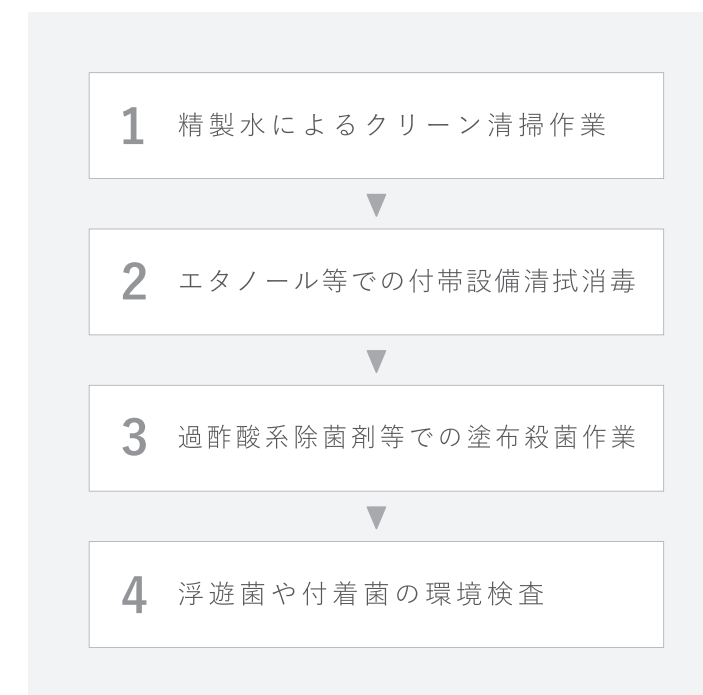 1 精製水によるクリーン清掃作業
2 エタノール等での付帯設備清拭消毒
3 過酢酸系除菌剤等での塗布殺菌作業
4 浮遊菌や付着菌の環境検査